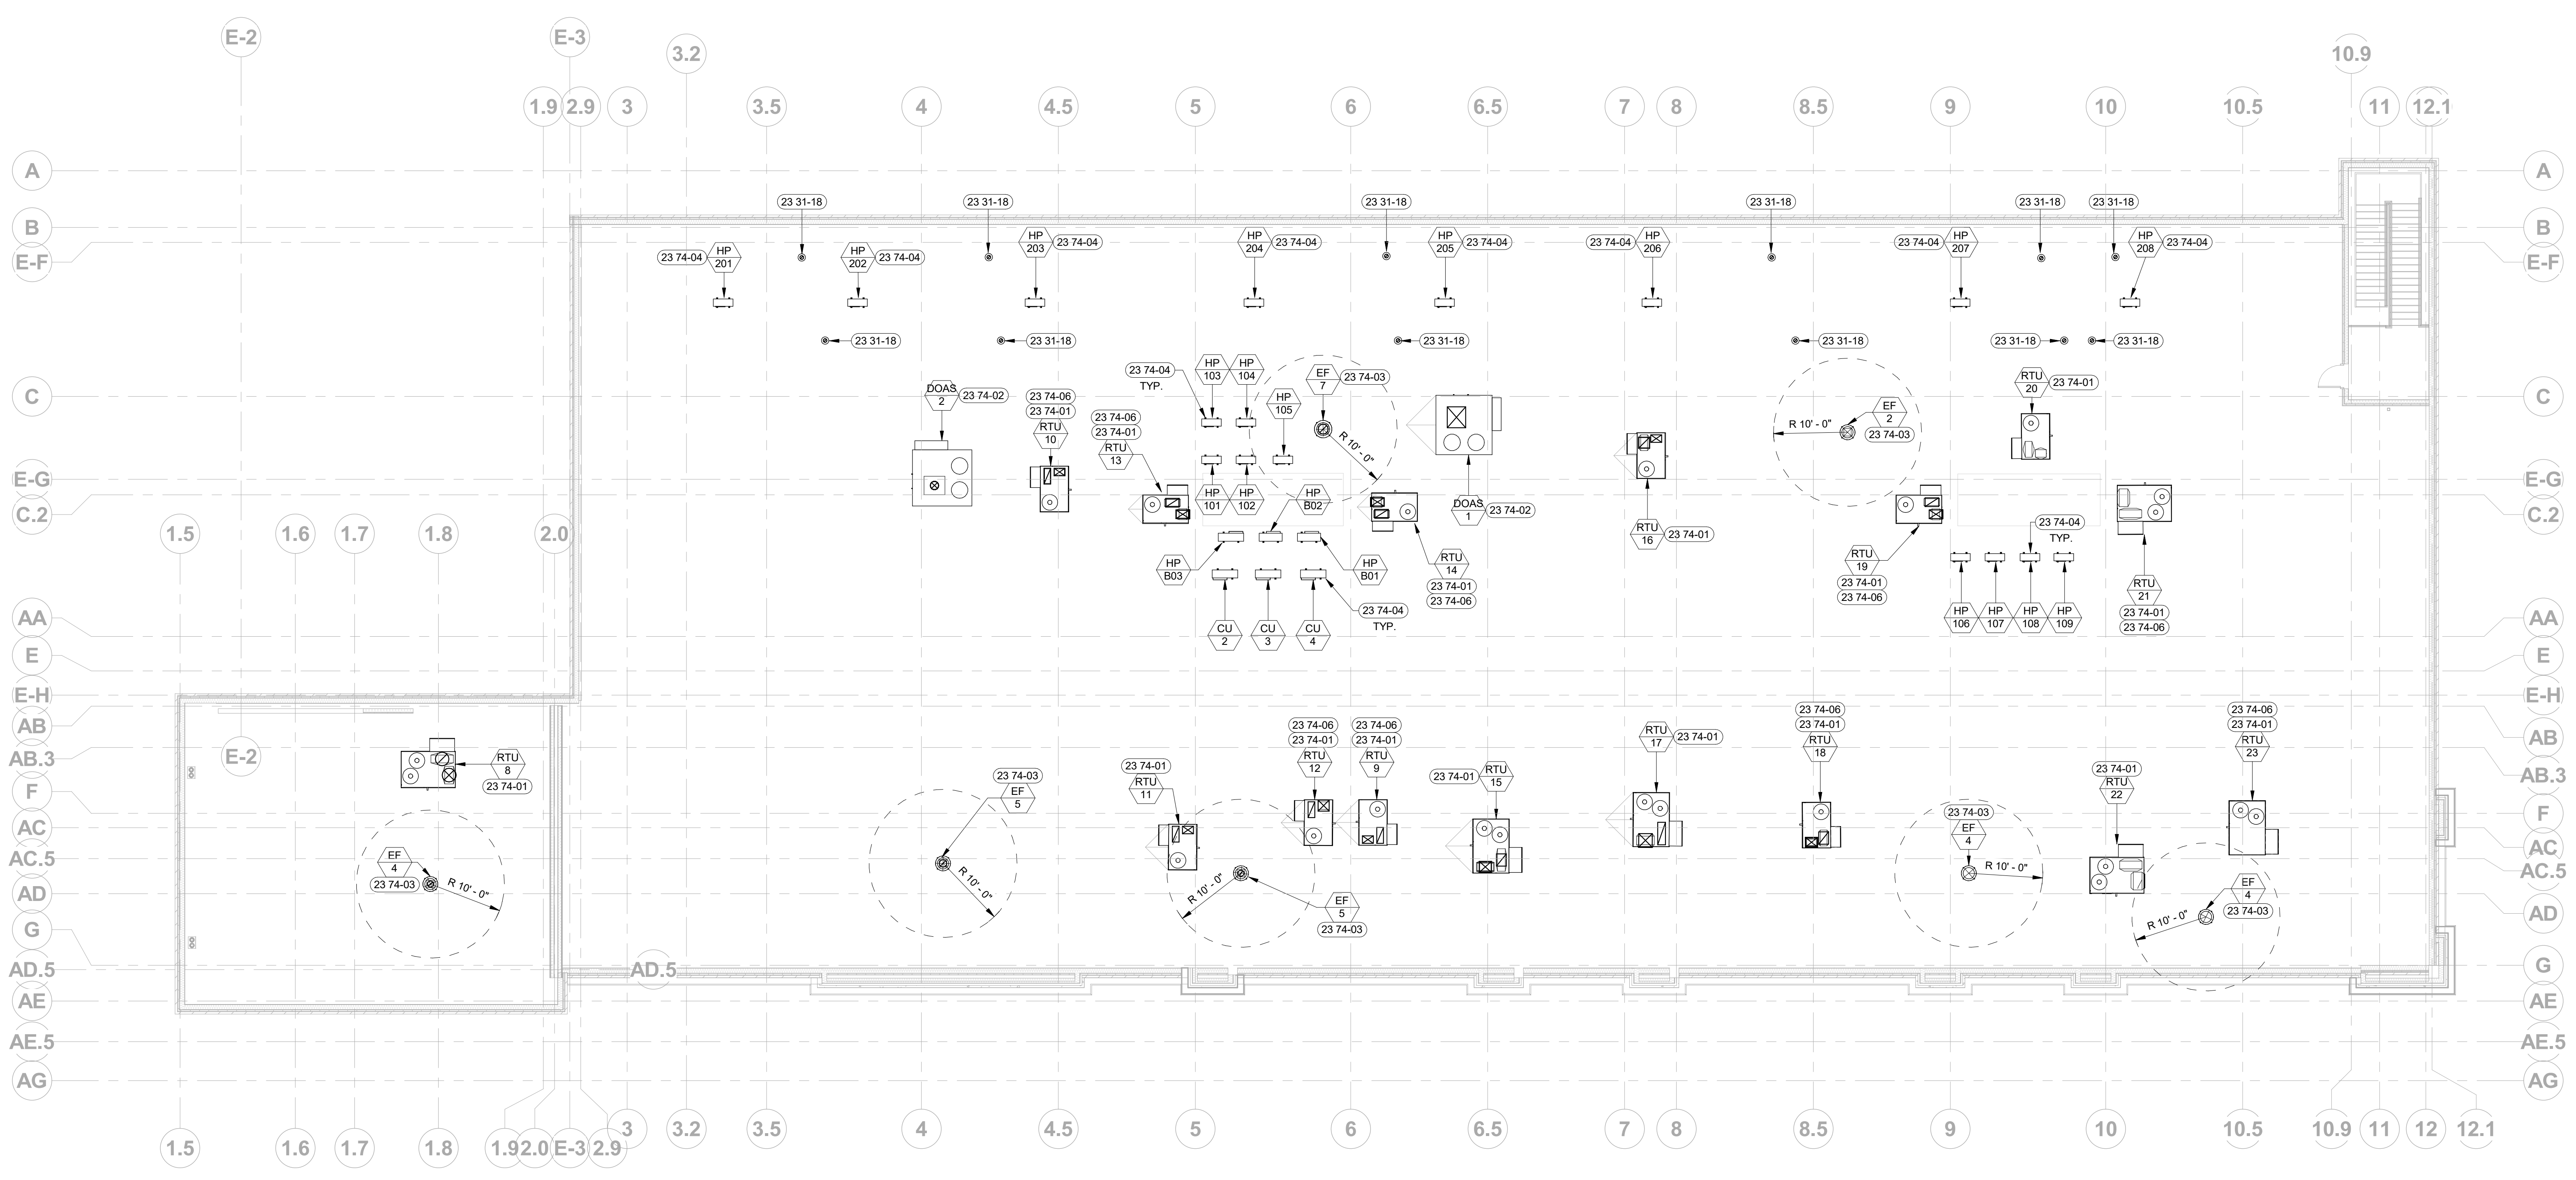 E-2
E-3
3.2
10.9
1.9
2.9
3
3.5
4
4.5
5
6
6.5
7
8
8.5
9
10
10.5
11
12.1
A
A
23 31-18
23 31-18
23 31-18
23 31-18
23 31-18
23 31-18
B
B
E-F
E-F
23 74-04
HP
201
HP
202
23 74-04
HP
203
23 74-04
HP
204
23 74-04
HP
205
23 74-04
23 74-04
HP
206
23 74-04
HP
207
HP
208
23 74-04
23 31-18
23 31-18
23 31-18
23 31-18
23 31-18
23 31-18
C
C
DOAS
2
23 74-02
23 74-06
23 74-01
RTU
10
23 74-06
23 74-01
RTU
13
23 74-04
TYP.
HP
103
HP
104
HP
105
EF
7
23 74-03
R 10' - 0"
HP
101
HP
102
HP
B02
DOAS
1
23 74-02
RTU
16
23 74-01
R 10' - 0"
EF
2
23 74-03
RTU
20
23 74-01
E-G
E-G
C.2
C.2
1.5
1.6
1.7
1.8
2.0
HP
B03
HP
B01
RTU
14
23 74-01
23 74-06
RTU
19
23 74-01
23 74-06
23 74-04
TYP.
RTU
21
23 74-01
23 74-06
CU
2
CU
3
CU
4
23 74-04
TYP.
HP
106
HP
107
HP
108
HP
109
AA
AA
E
E
E-H
E-H
AB
AB
AB.3
AB.3
E-2
RTU
8
23 74-01
EF
4
23 74-03
R 10' - 0"
23 74-03
EF
5
R 10' - 0"
23 74-01
RTU
11
23 74-06
23 74-01
RTU
12
23 74-06
23 74-01
RTU
9
23 74-01
RTU
15
RTU
17
23 74-01
23 74-06
23 74-01
RTU
18
23 74-01
RTU
22
23 74-06
23 74-01
RTU
23
R 10' - 0"
EF
5
23 74-03
23 74-03
EF
4
R 10' - 0"
R 10' - 0"
EF
4
23 74-03
F
F
AC
AC
AC.5
AC.5
AD
AD
G
G
AD.5
AD.5
AE
AE
AE.5
AE.5
AG
AG
1.5
1.6
1.7
1.8
1.9
2.0
E-3
2.9
3
3.2
3.5
4
4.5
5
6
6.5
7
8
8.5
9
10
10.5
10.9
11
12
12.1